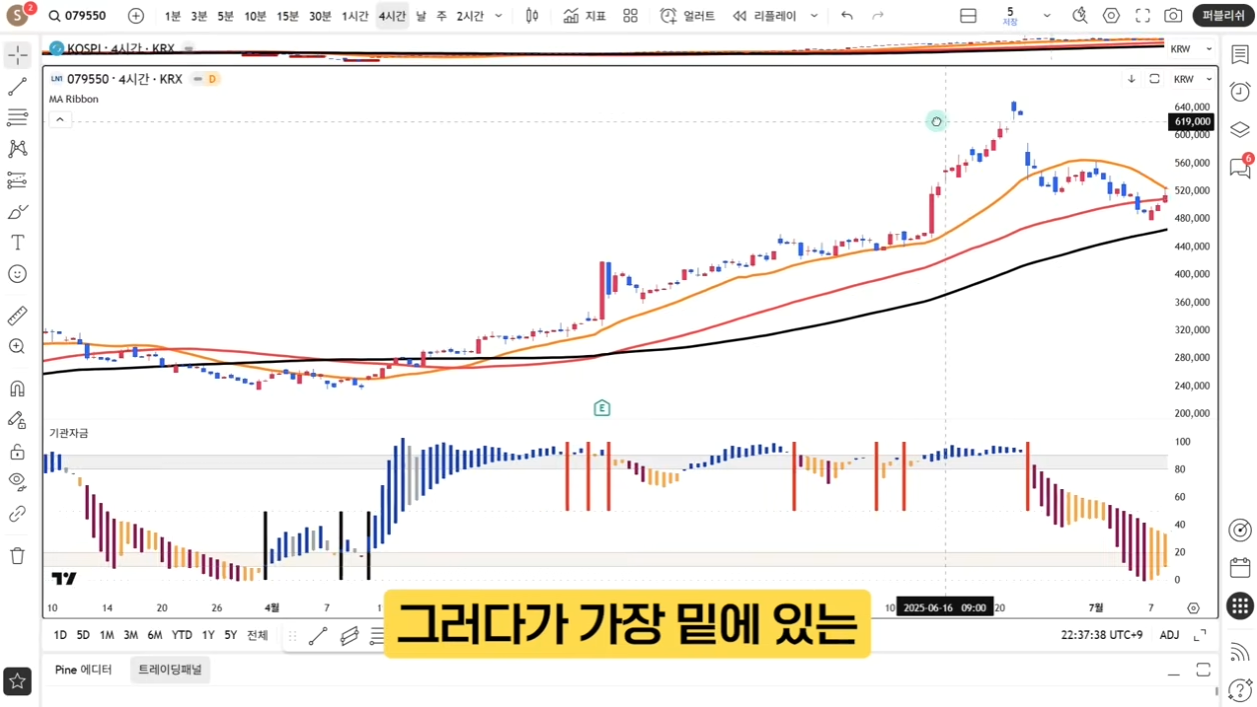 S 2 079550 1분 3분 5분 10분 15분 30분 1시간 4시간 날 주 2시간 지표 얼러트 리플레이 5 저장 퍼블리쉬
KOSPI · 4시간 · KRX KRW
LN1 079550 · 4시간 · KRX D KRW
MA Ribbon
640,000
619,000
600,000
560,000
520,000
480,000
440,000
400,000
360,000
320,000
280,000
240,000
200,000
E
6
기관자금
100
80
60
40
20
0
10 14 20 26 4월 7 10 2025-06-16 09:00 20 7월 7
1D 5D 1M 3M 6M YTD 1Y 5Y 전체 22:37:38 UTC+9 ADJ
그러다가 가장 밑에 있는
Pine 에디터 트레이딩패널